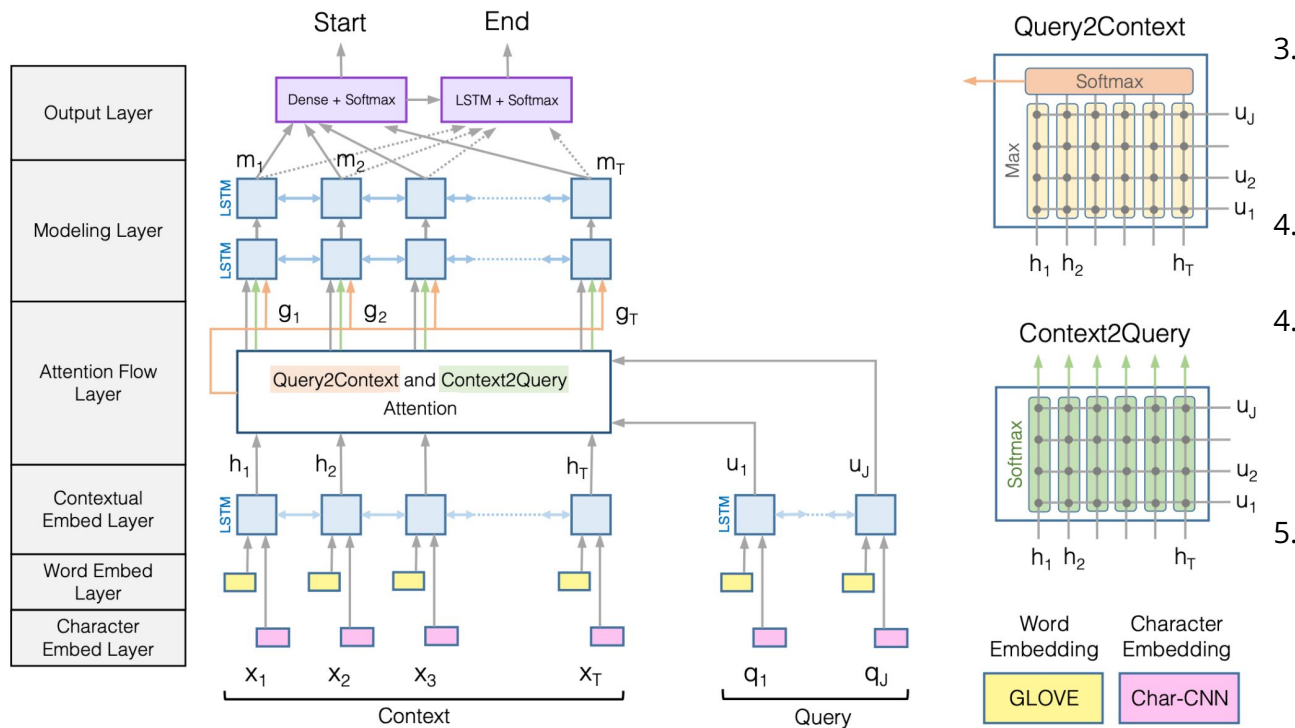 Start End
Output Layer
Dense + Softmax
LSTM + Softmax
m1 m2 mT
Modeling Layer
LSTM
LSTM
g1 g2 gT
Attention Flow
Layer
Query2Context and Context2Query
Attention
h1 h2 hT
u1 uJ
Contextual
Embed Layer
LSTM
LSTM
Word Embed
Layer
Character
Embed Layer
x1 x2 x3 xT
q1 qJ
Context
Query
Query2Context
Softmax
Max
uJ
u2
u1
h1 h2 hT
Context2Query
Softmax
uJ
u2
u1
h1 h2 hT
Word
Embedding
Character
Embedding
GLOVE
Char-CNN
3.
4.
4.
5.